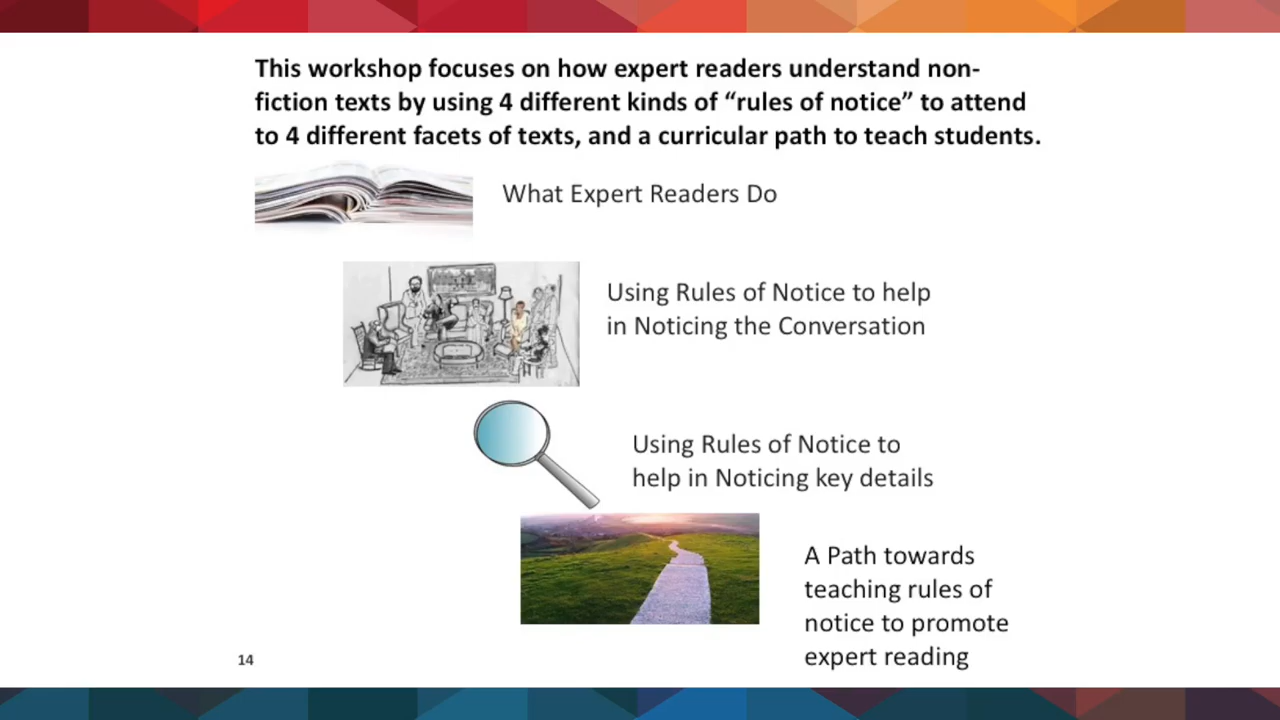 This workshop focuses on how expert readers understand non-
fiction texts by using 4 different kinds of “rules of notice” to attend
to 4 different facets of texts, and a curricular path to teach students.
What Expert Readers Do
Using Rules of Notice to help
in Noticing the Conversation
Using Rules of Notice to
help in Noticing key details
A Path towards
teaching rules of
notice to promote
expert reading
14